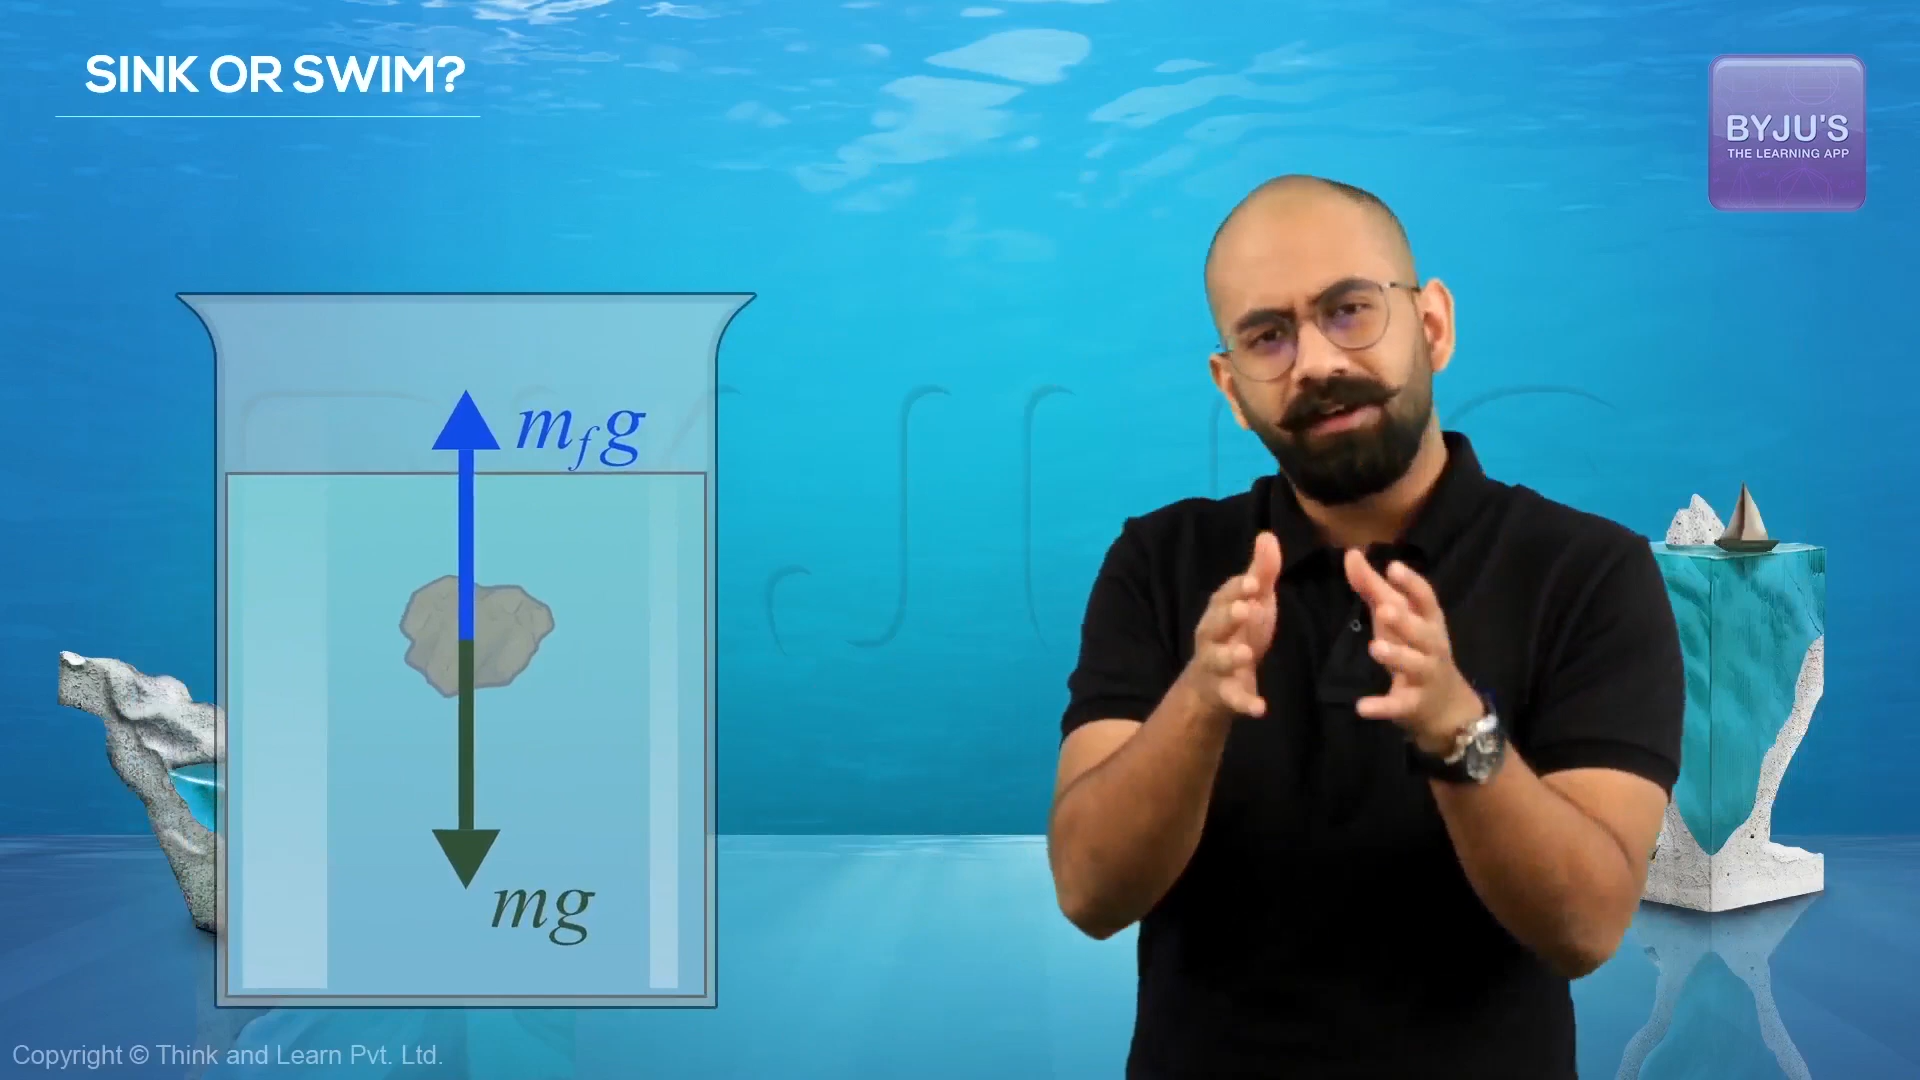 SINK OR SWIM?
BYJU'S
THE LEARNING APP
m_f g
mg
Copyright © Think and Learn Pvt. Ltd.